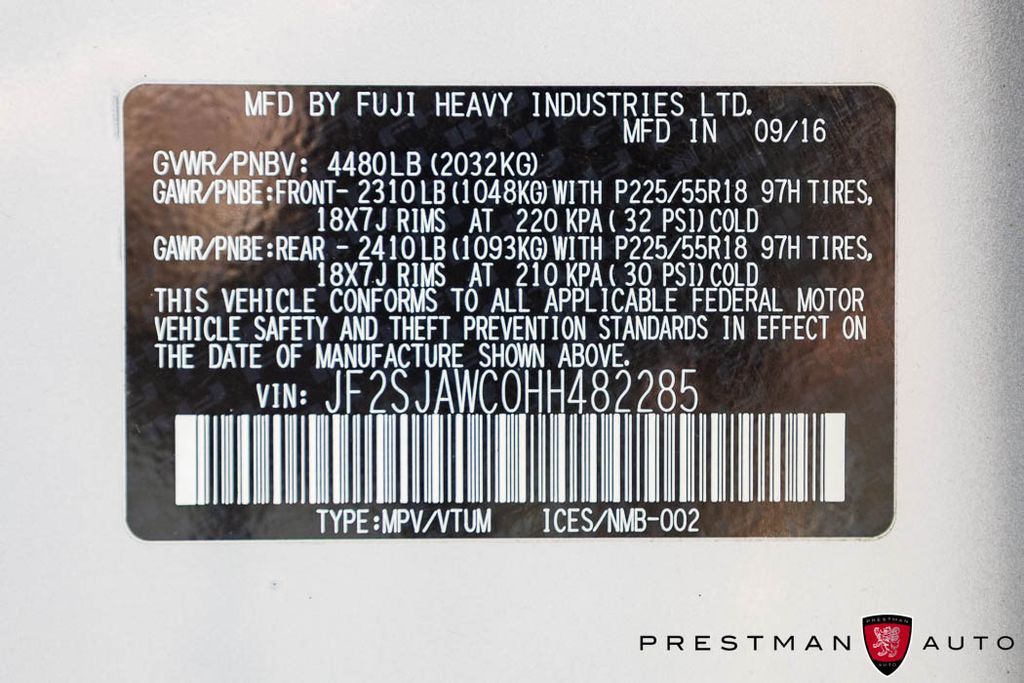 MFD BY FUJI HEAVY INDUSTRIES LTD.
MFD IN 09/16
GVWR/PNBV: 4480LB (2032KG)
GAWR/PNBE:FRONT- 2310LB (1048KG) WITH P225/55R18 97H TIRES,
18X7J RIMS AT 220 KPA ( 32 PSI) COLD
GAWR/PNBE:REAR - 2410LB (1093KG) WITH P225/55R18 97H TIRES,
18X7J RIMS AT 210 KPA ( 30 PSI) COLD
THIS VEHICLE CONFORMS TO ALL APPLICABLE FEDERAL MOTOR
VEHICLE SAFETY AND THEFT PREVENTION STANDARDS IN EFFECT ON
THE DATE OF MANUFACTURE SHOWN ABOVE.
VIN: JF2SJAWC0HH482285
TYPE:MPV/VTUM ICES/NMB-002
PRESTMAN AUTO
PRESTMAN
AUTO